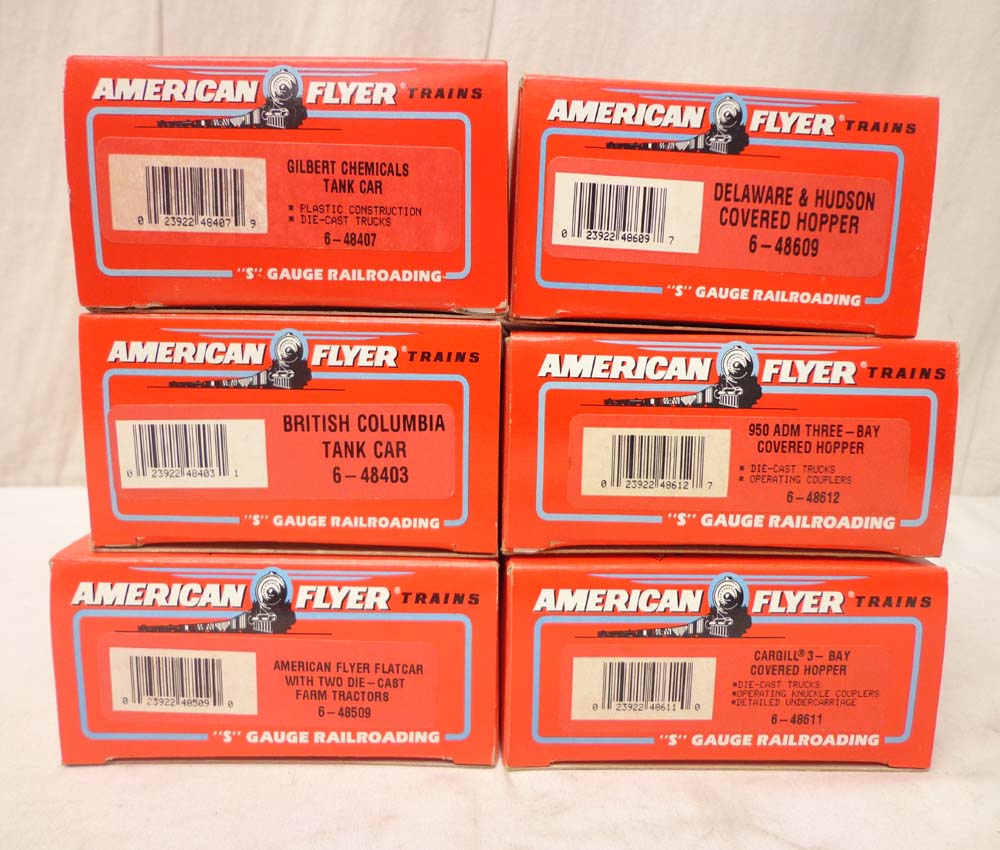 AMERICAN FLYER® TRAINS
GILBERT CHEMICALS
TANK CAR
▪ PLASTIC CONSTRUCTION
▪ DIE-CAST TRUCKS
6-48407
0 23922 48407 9
"S" GAUGE RAILROADING
AMERICAN FLYER® TRAINS
DELAWARE & HUDSON
COVERED HOPPER
6-48609
0 23922 48609 7
"S" GAUGE RAILROADING
AMERICAN FLYER® TRAINS
BRITISH COLUMBIA
TANK CAR
6-48403
0 23922 48403 1
"S" GAUGE RAILROADING
AMERICAN FLYER® TRAINS
950 ADM THREE-BAY
COVERED HOPPER
▪ DIE-CAST TRUCKS
▪ OPERATING COUPLERS
6-48612
0 23922 48612 7
"S" GAUGE RAILROADING
AMERICAN FLYER® TRAINS
AMERICAN FLYER FLATCAR
WITH TWO DIE-CAST
FARM TRACTORS
6-48509
0 23922 48509 0
"S" GAUGE RAILROADING
AMERICAN FLYER® TRAINS
CARGILL® 3-BAY
COVERED HOPPER
*DIE-CAST TRUCKS
*OPERATING KNUCKLE COUPLERS
*DETAILED UNDERCARRIAGE
6-48611
0 23922 48611 0
"S" GAUGE RAILROADING